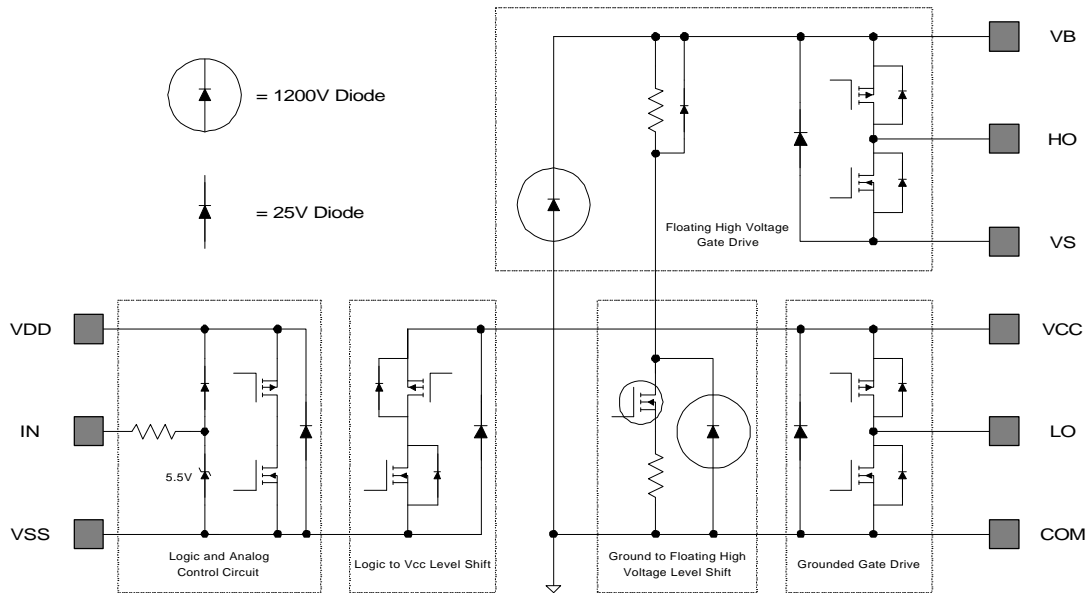 VB
= 1200V Diode
HO
= 25V Diode
Floating High Voltage
Gate Drive
VS
VDD
VCC
IN
LO
5.5V
VSS
COM
Logic and Analog
Control Circuit
Logic to Vcc Level Shift
Ground to Floating High
Voltage Level Shift
Grounded Gate Drive